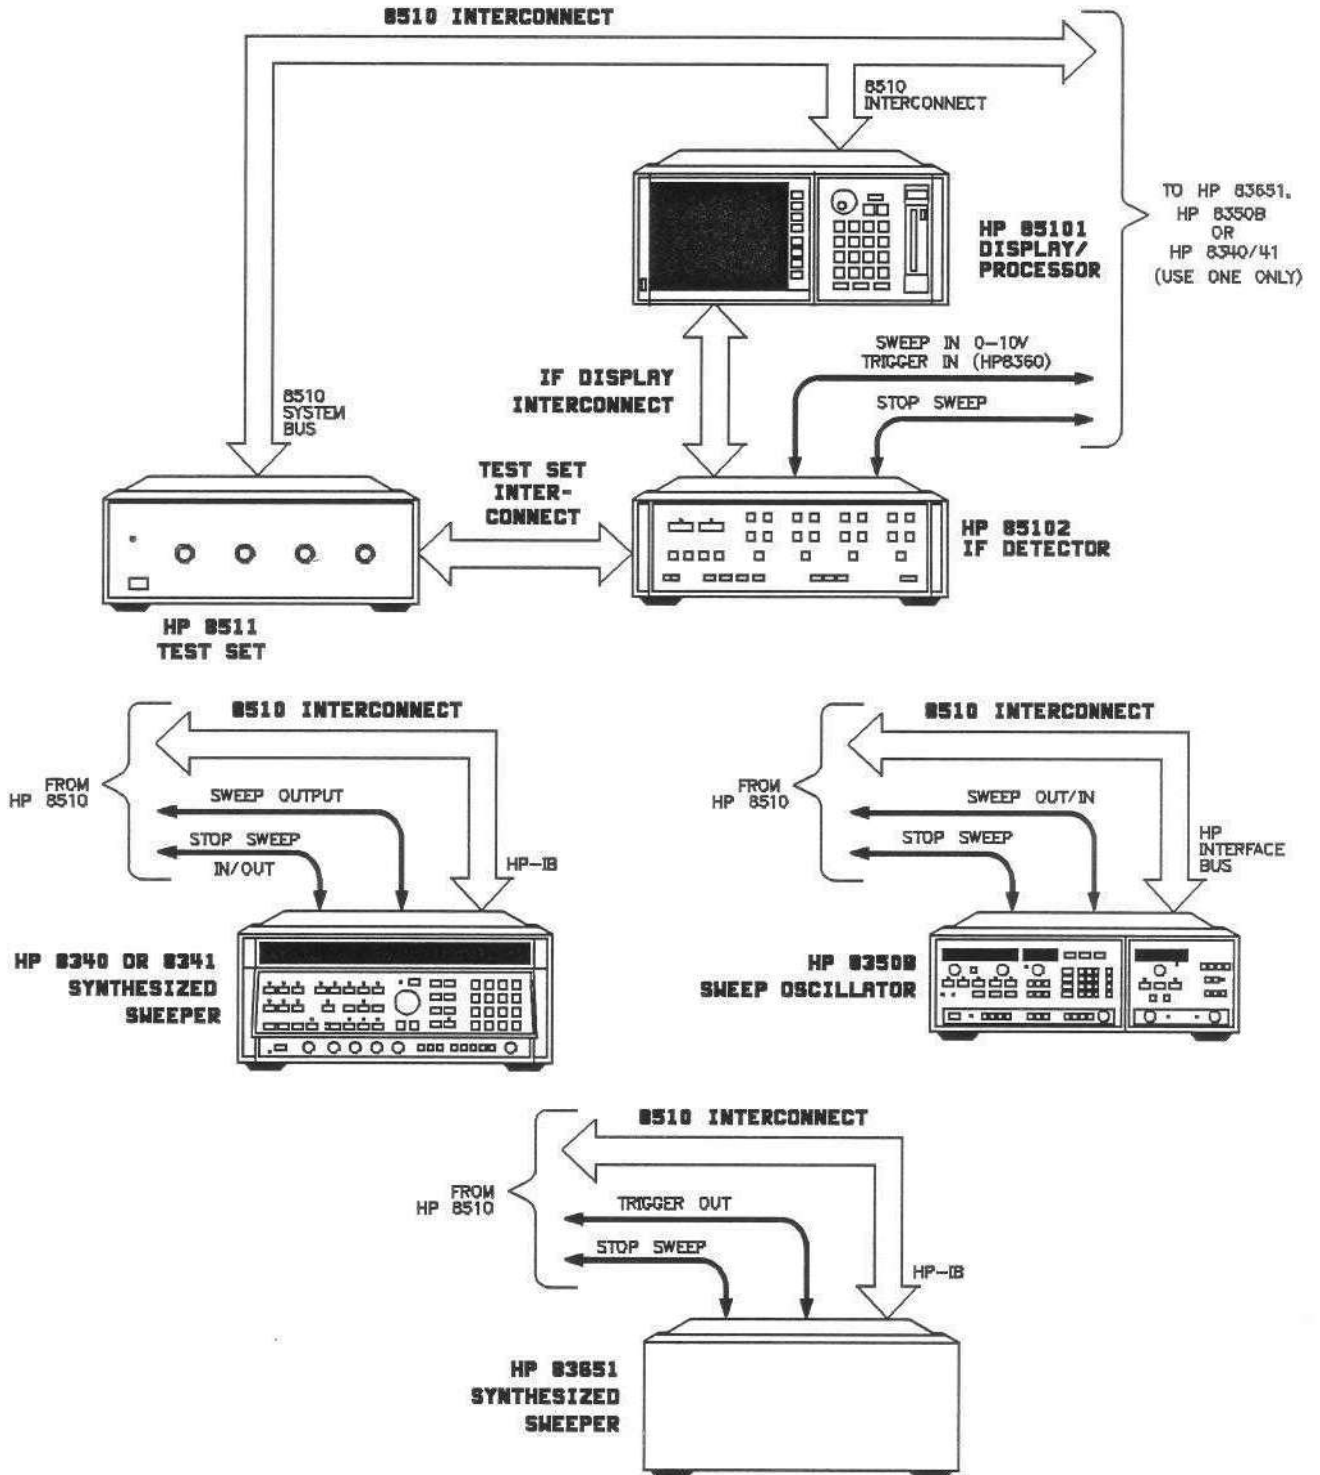 8510 INTERCONNECT
8510
INTERCONNECT
TO HP 83651,
HP 8350B
OR
HP 8340/41
(USE ONE ONLY)
HP 85101
DISPLAY/
PROCESSOR
SWEEP IN 0-10V
TRIGGER IN (HP8360)
STOP SWEEP
IF DISPLAY
INTERCONNECT
8510
SYSTEM
BUS
TEST SET
INTER-
CONNECT
HP 85102
IF DETECTOR
HP 8511
TEST SET
8510 INTERCONNECT
FROM
HP 8510
SWEEP OUTPUT
STOP SWEEP
IN/OUT
HP-IB
HP 8340 OR 8341
SYNTHESIZED
SWEEPER
8510 INTERCONNECT
FROM
HP 8510
SWEEP OUT/IN
STOP SWEEP
HP
INTERFACE
BUS
HP 8350B
SWEEP OSCILLATOR
8510 INTERCONNECT
FROM
HP 8510
TRIGGER OUT
STOP SWEEP
HP-IB
HP 83651
SYNTHESIZED
SWEEPER